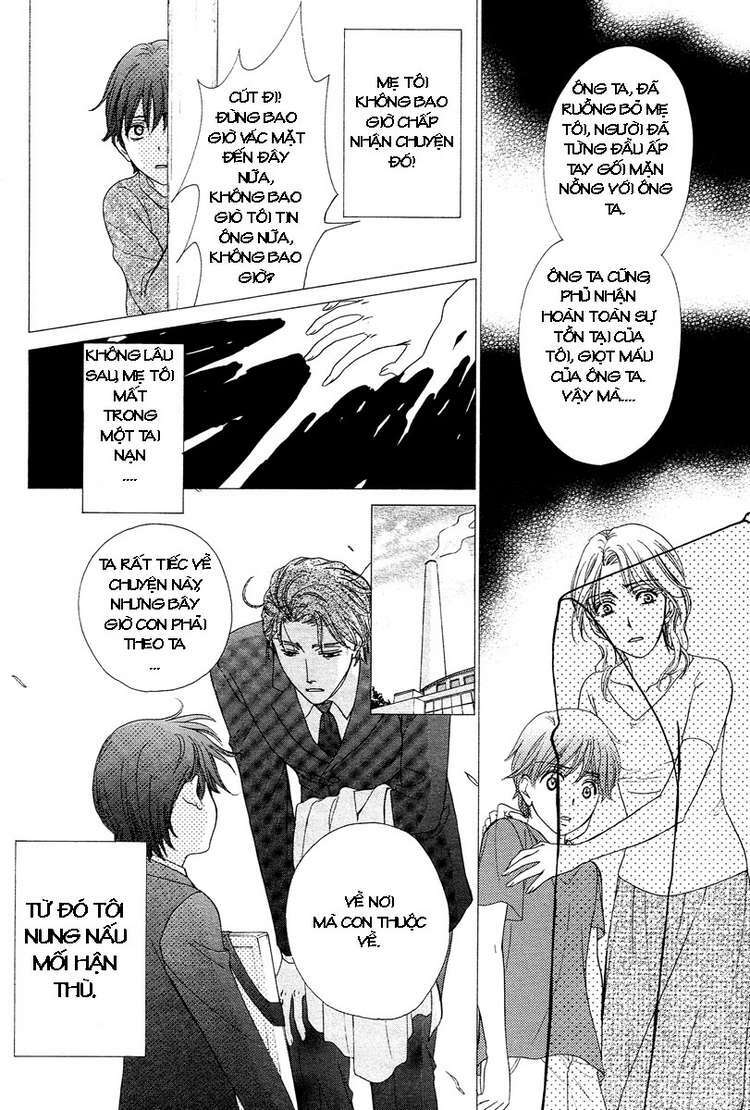 ÔNG TA, ĐÃ
RUỒNG BỎ MẸ
TÔI, NGƯỜI ĐÃ
TỪNG ĐẦU ẤP
TAY GỐI MẶN
NỒNG VỚI ÔNG
TA.
ÔNG TA CŨNG,
PHỦ NHẬN
HOÀN TOÀN SỰ
TỒN TẠI CỦA
TÔI, GIỌT MÁU
CỦA ÔNG TA.
VẬY MÀ....
MẸ TÔI
KHÔNG BAO
GIỜ CHẤP
NHẬN CHUYỆN
ĐÓ!
CÚT ĐI!
ĐỪNG BAO
GIỜ VÁC MẶT
ĐẾN ĐÂY
NỮA,
KHÔNG BAO
GIỜ TÔI TIN
ÔNG NỮA,
KHÔNG BAO
GIỜ?
KHÔNG LÂU
SAU, MẸ TÔI
MẤT
TRONG
MỘT TAI
NẠN
....
TA RẤT TIẾC VỀ
CHUYỆN NÀY,
NHƯNG BÂY
GIỜ CON PHẢI
THEO TA
...
VỀ NƠI
MÀ CON THUỘC
VỀ.
TỪ ĐÓ TÔI
NUNG NẤU
MỐI HẬN
THÙ.